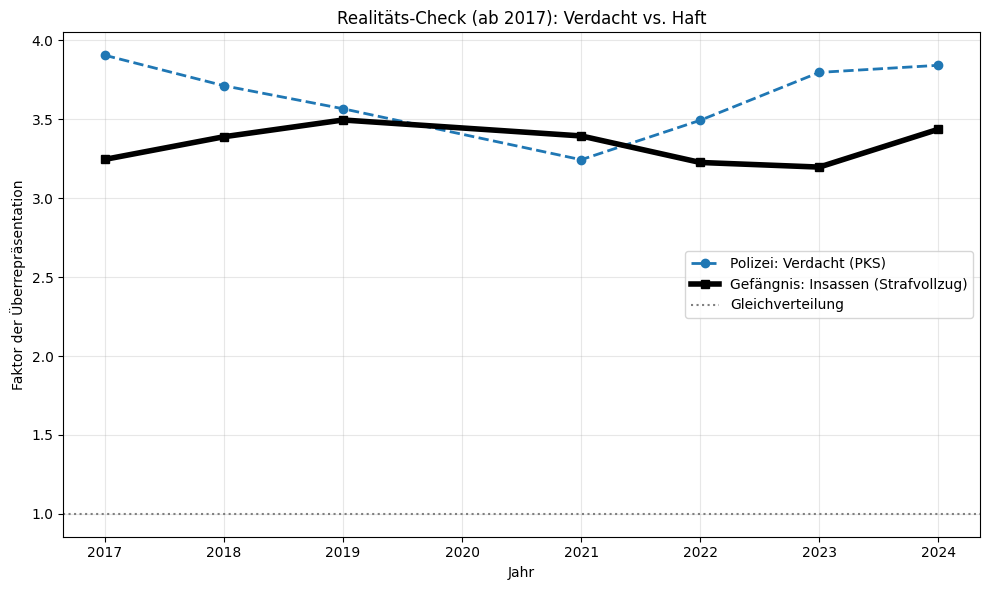 Realitäts-Check (ab 2017): Verdacht vs. Haft
Faktor der Überrepräsentation
4.0
3.5
3.0
2.5
2.0
1.5
1.0
Polizei: Verdacht (PKS)
Gefängnis: Insassen (Strafvollzug)
Gleichverteilung
2017 2018 2019 2020 2021 2022 2023 2024
Jahr